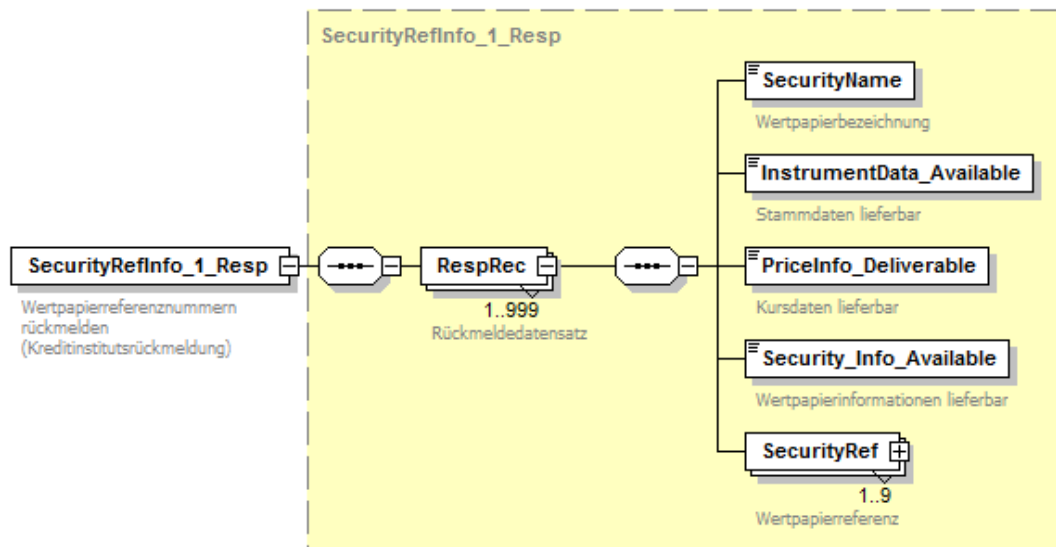 SecurityRefInfo_1_Resp
SecurityName
Wertpapierbezeichnung
InstrumentData_Available
Stammdaten lieferbar
SecurityRefInfo_1_Resp
Wertpapierreferenznummern
rückmelden
(Kreditinstitutsrückmeldung)
RespRec
1..999
Rückmeldedatensatz
PriceInfo_Deliverable
Kursdaten lieferbar
Security_Info_Available
Wertpapierinformationen lieferbar
SecurityRef
1..9
Wertpapierreferenz